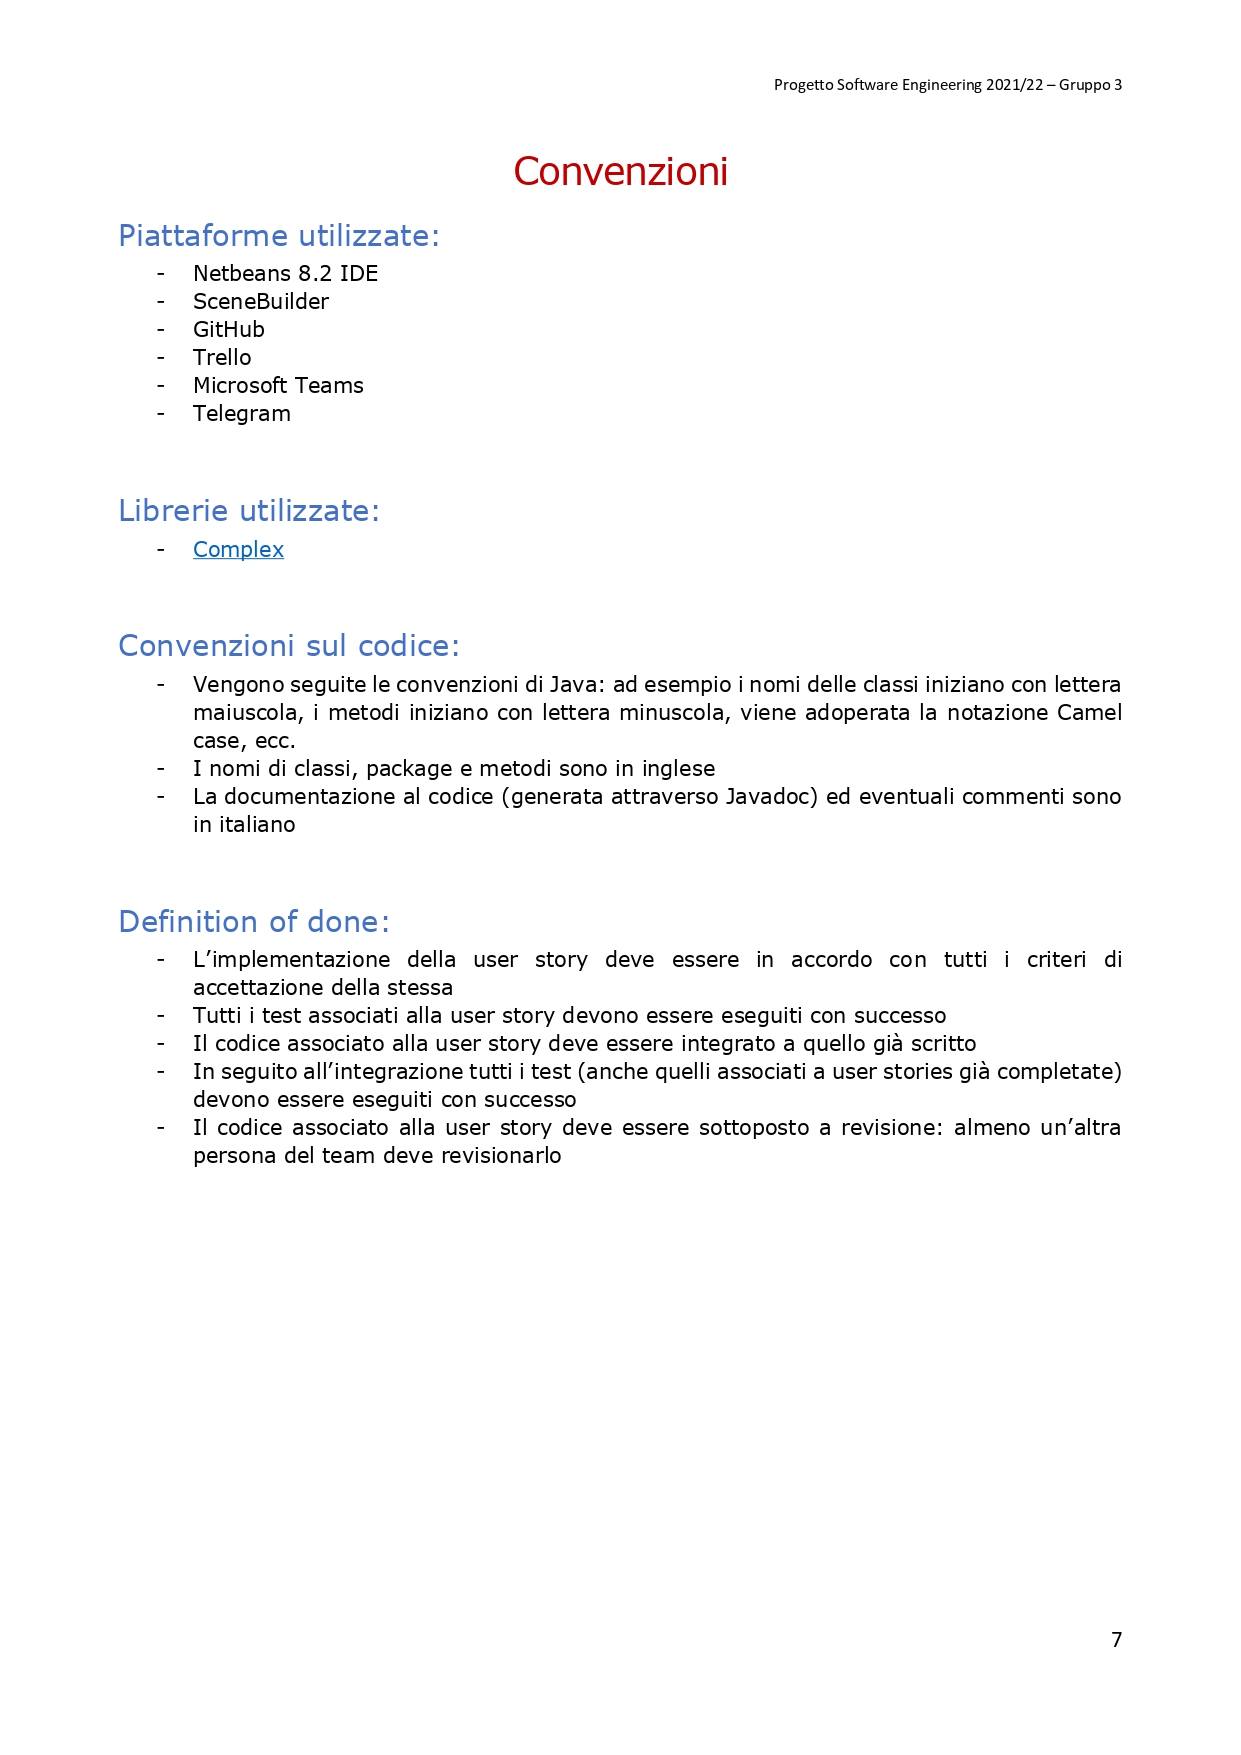 Progetto Software Engineering 2021/22 – Gruppo 3
Convenzioni
Piattaforme utilizzate:
- Netbeans 8.2 IDE
- SceneBuilder
- GitHub
- Trello
- Microsoft Teams
- Telegram
Librerie utilizzate:
- Complex
Convenzioni sul codice:
- Vengono seguite le convenzioni di Java: ad esempio i nomi delle classi iniziano con lettera
maiuscola, i metodi iniziano con lettera minuscola, viene adoperata la notazione Camel
case, ecc.
- I nomi di classi, package e metodi sono in inglese
- La documentazione al codice (generata attraverso Javadoc) ed eventuali commenti sono
in italiano
Definition of done:
- L’implementazione della user story deve essere in accordo con tutti i criteri di
accettazione della stessa
- Tutti i test associati alla user story devono essere eseguiti con successo
- Il codice associato alla user story deve essere integrato a quello già scritto
- In seguito all’integrazione tutti i test (anche quelli associati a user stories già completate)
devono essere eseguiti con successo
- Il codice associato alla user story deve essere sottoposto a revisione: almeno un’altra
persona del team deve revisionarlo
7